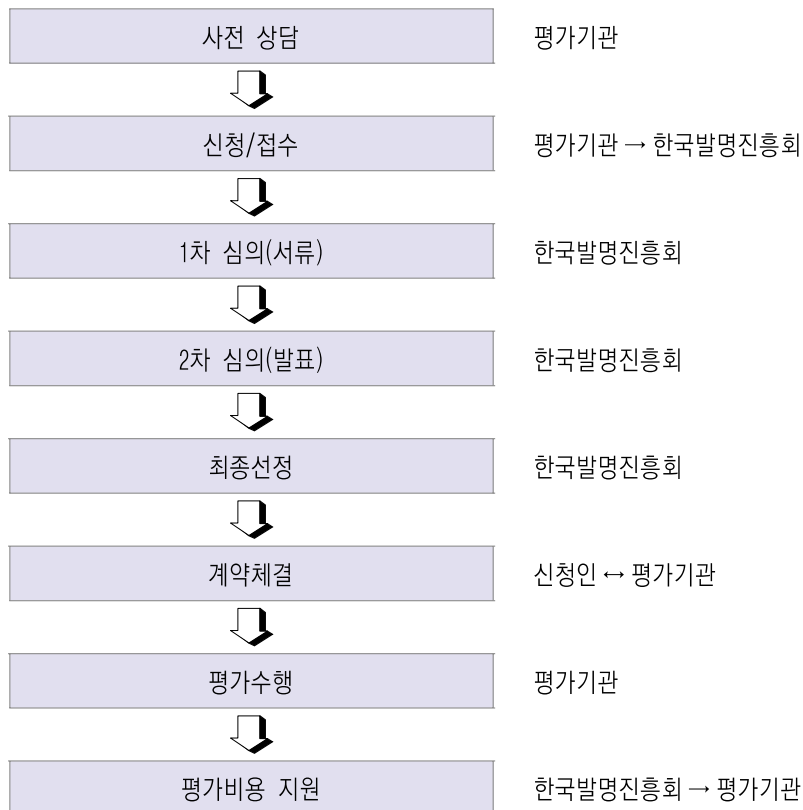 사전 상담 평가기관
신청/접수 평가기관 → 한국발명진흥회
1차 심의(서류) 한국발명진흥회
2차 심의(발표) 한국발명진흥회
최종선정 한국발명진흥회
계약체결 신청인 ↔ 평가기관
평가수행 평가기관
평가비용 지원 한국발명진흥회 → 평가기관